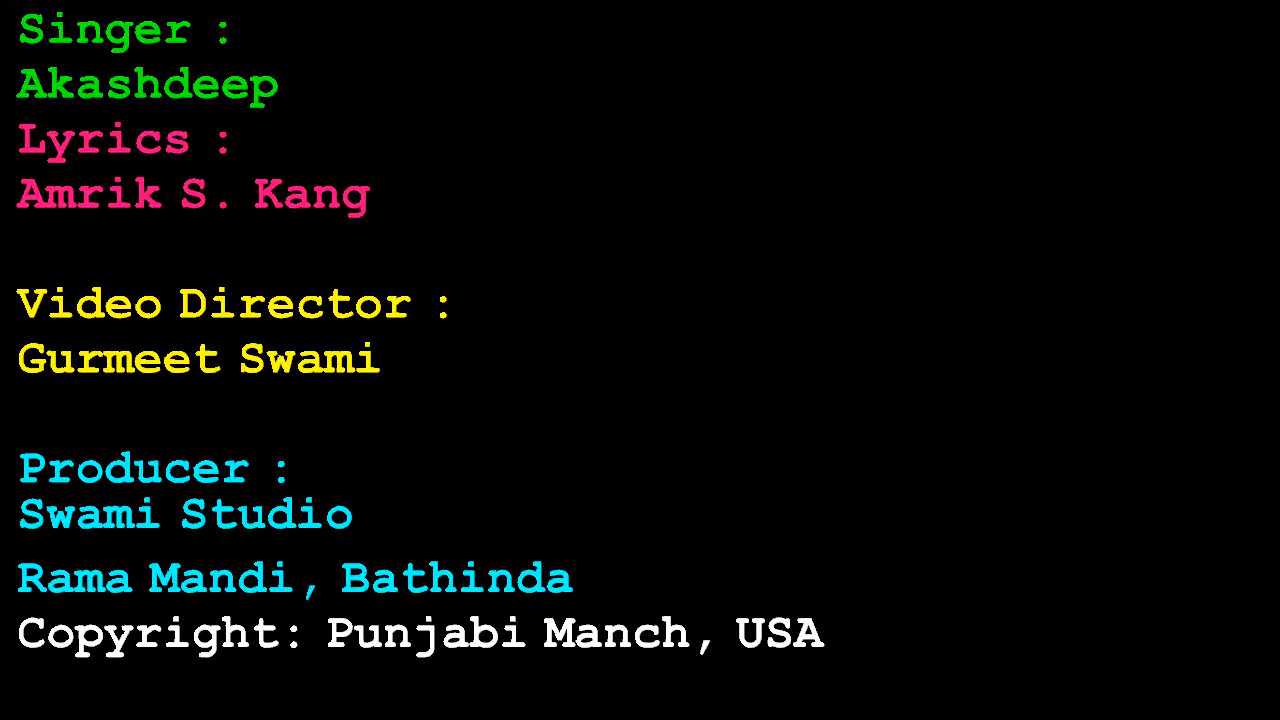 Singer :
Akashdeep
Lyrics :
Amrik S. Kang
Video Director :
Gurmeet Swami
Producer :
Swami Studio
Rama Mandi, Bathinda
Copyright: Punjabi Manch, USA